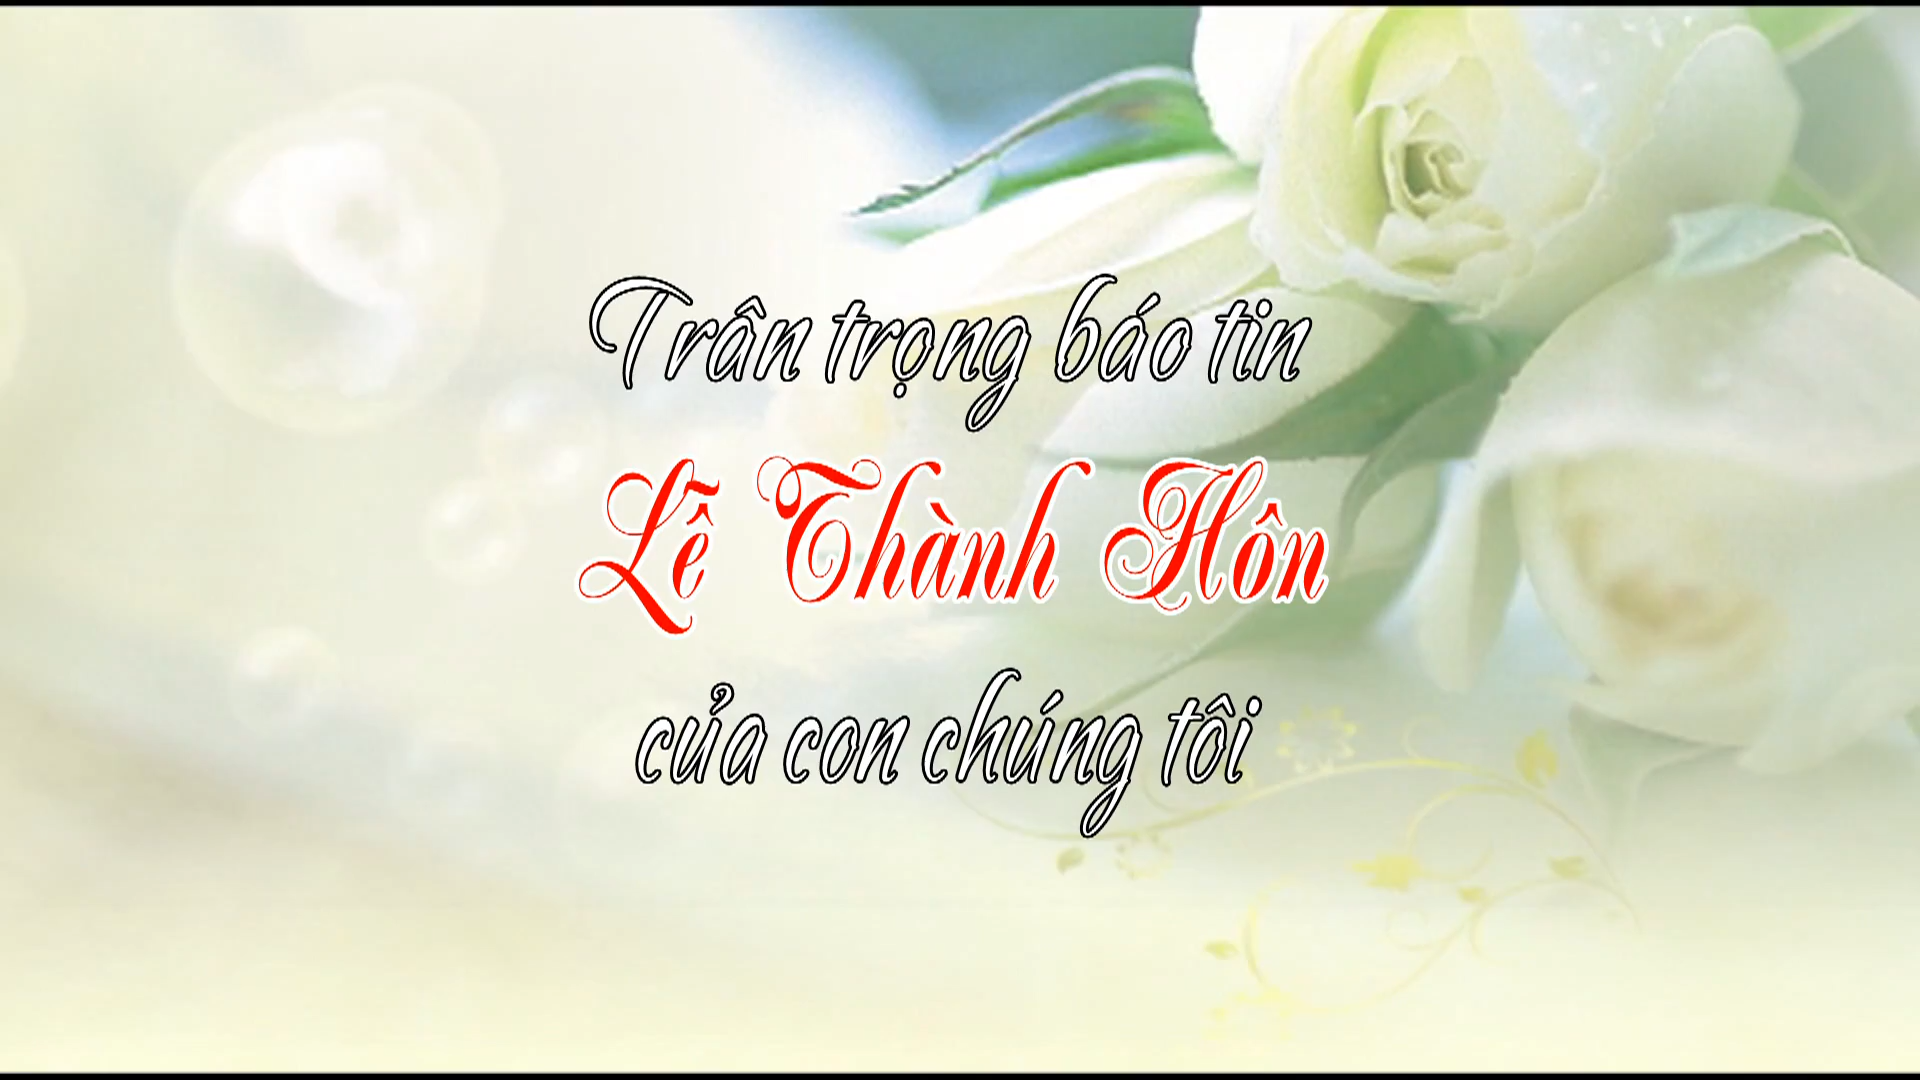 Trân trọng báo tin
Lễ Thành Hôn
của con chúng tôi